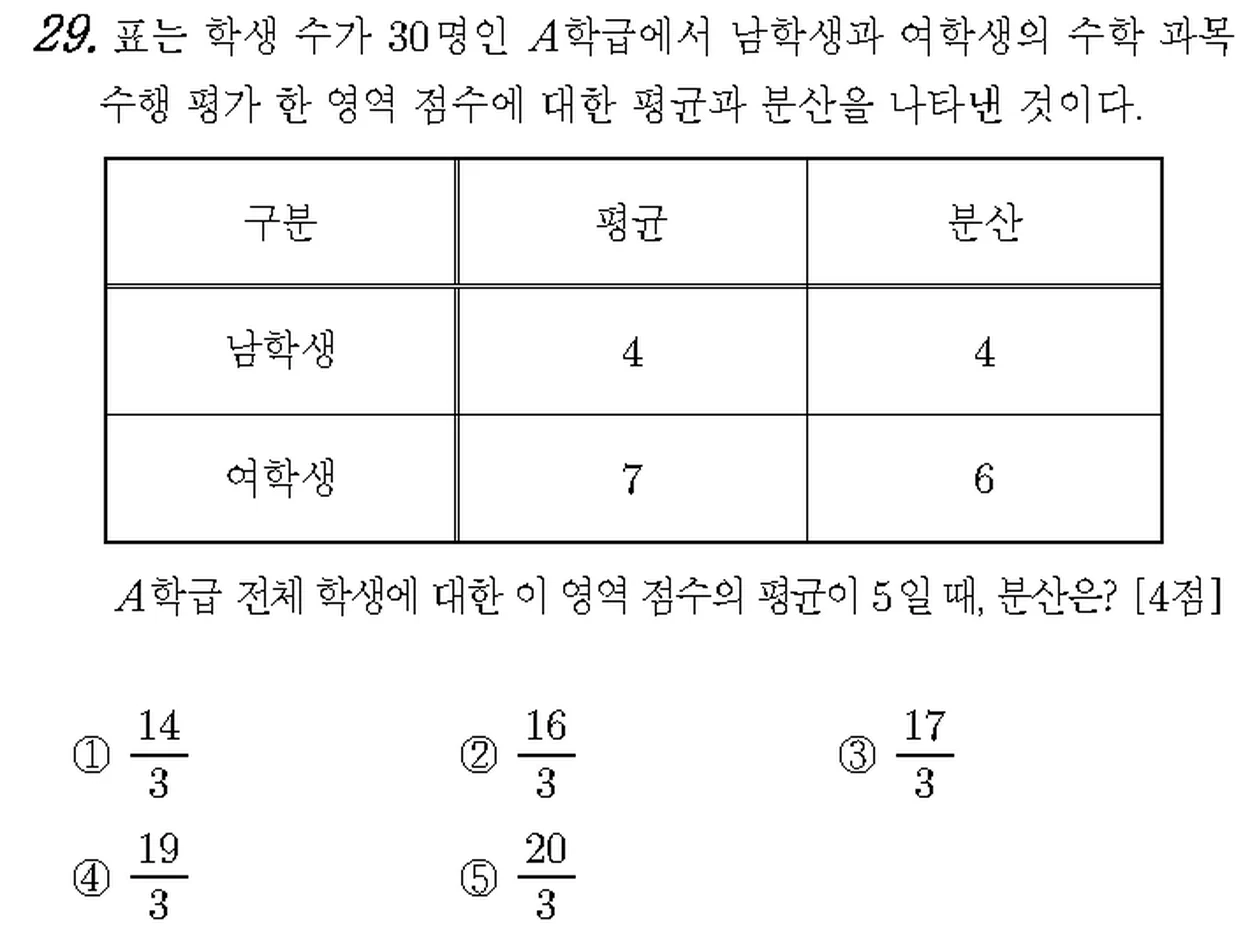 29. 표는 학생 수가 30명인 A학급에서 남학생과 여학생의 수학 과목
수행 평가 한 영역 점수에 대한 평균과 분산을 나타낸 것이다.
구분 평균 분산
남학생 4 4
여학생 7 6
A학급 전체 학생에 대한 이 영역 점수의 평균이 5일 때, 분산은? [4점]
① 14/3 ② 16/3 ③ 17/3
④ 19/3 ⑤ 20/3